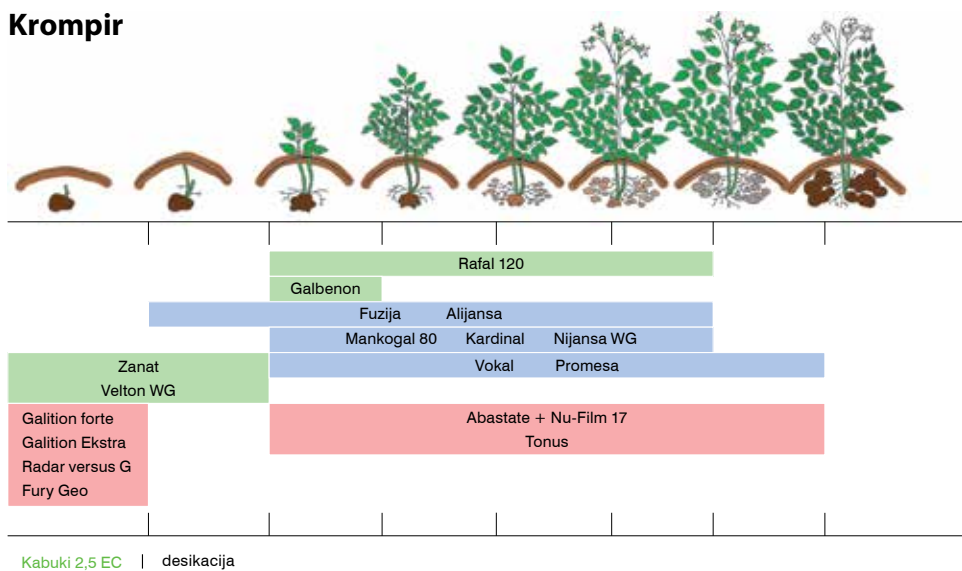 Krompir
Rafal 120
Galbenon
Fuzija Alijansa
Mankogal 80 Kardinal Nijansa WG
Zanat
Velton WG
Vokal Promesa
Galition forte
Galition Ekstra
Radar versus G
Fury Geo
Abastate + Nu-Film 17
Tonus
Kabuki 2,5 EC | desikacija